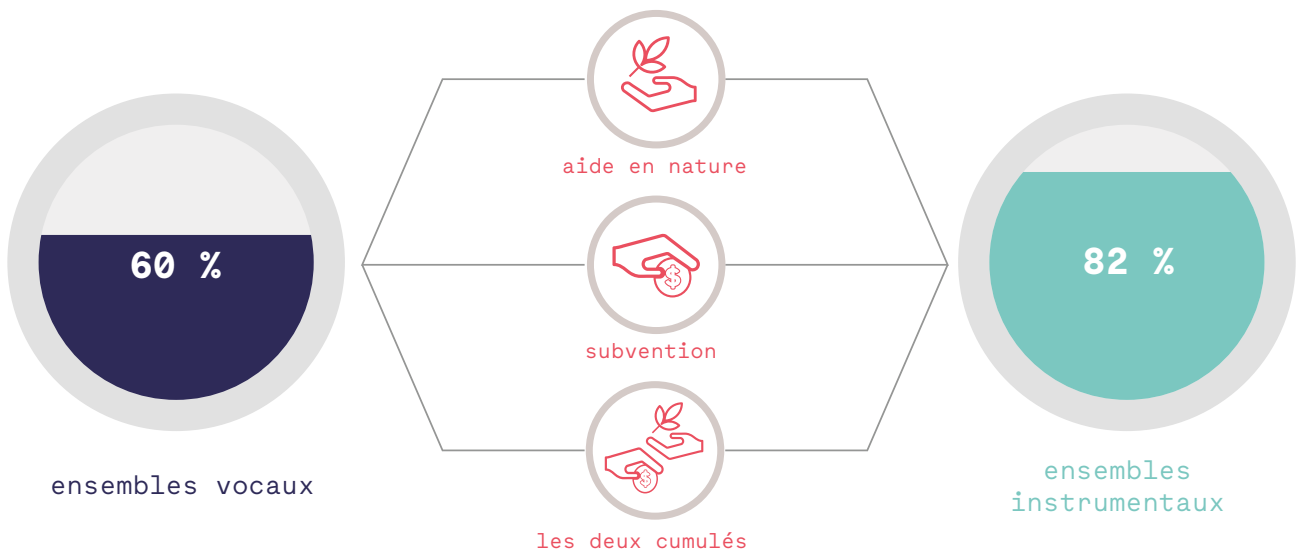 aide en nature
60 %
82 %
subvention
ensembles vocaux
ensembles
instrumentaux
les deux cumulés